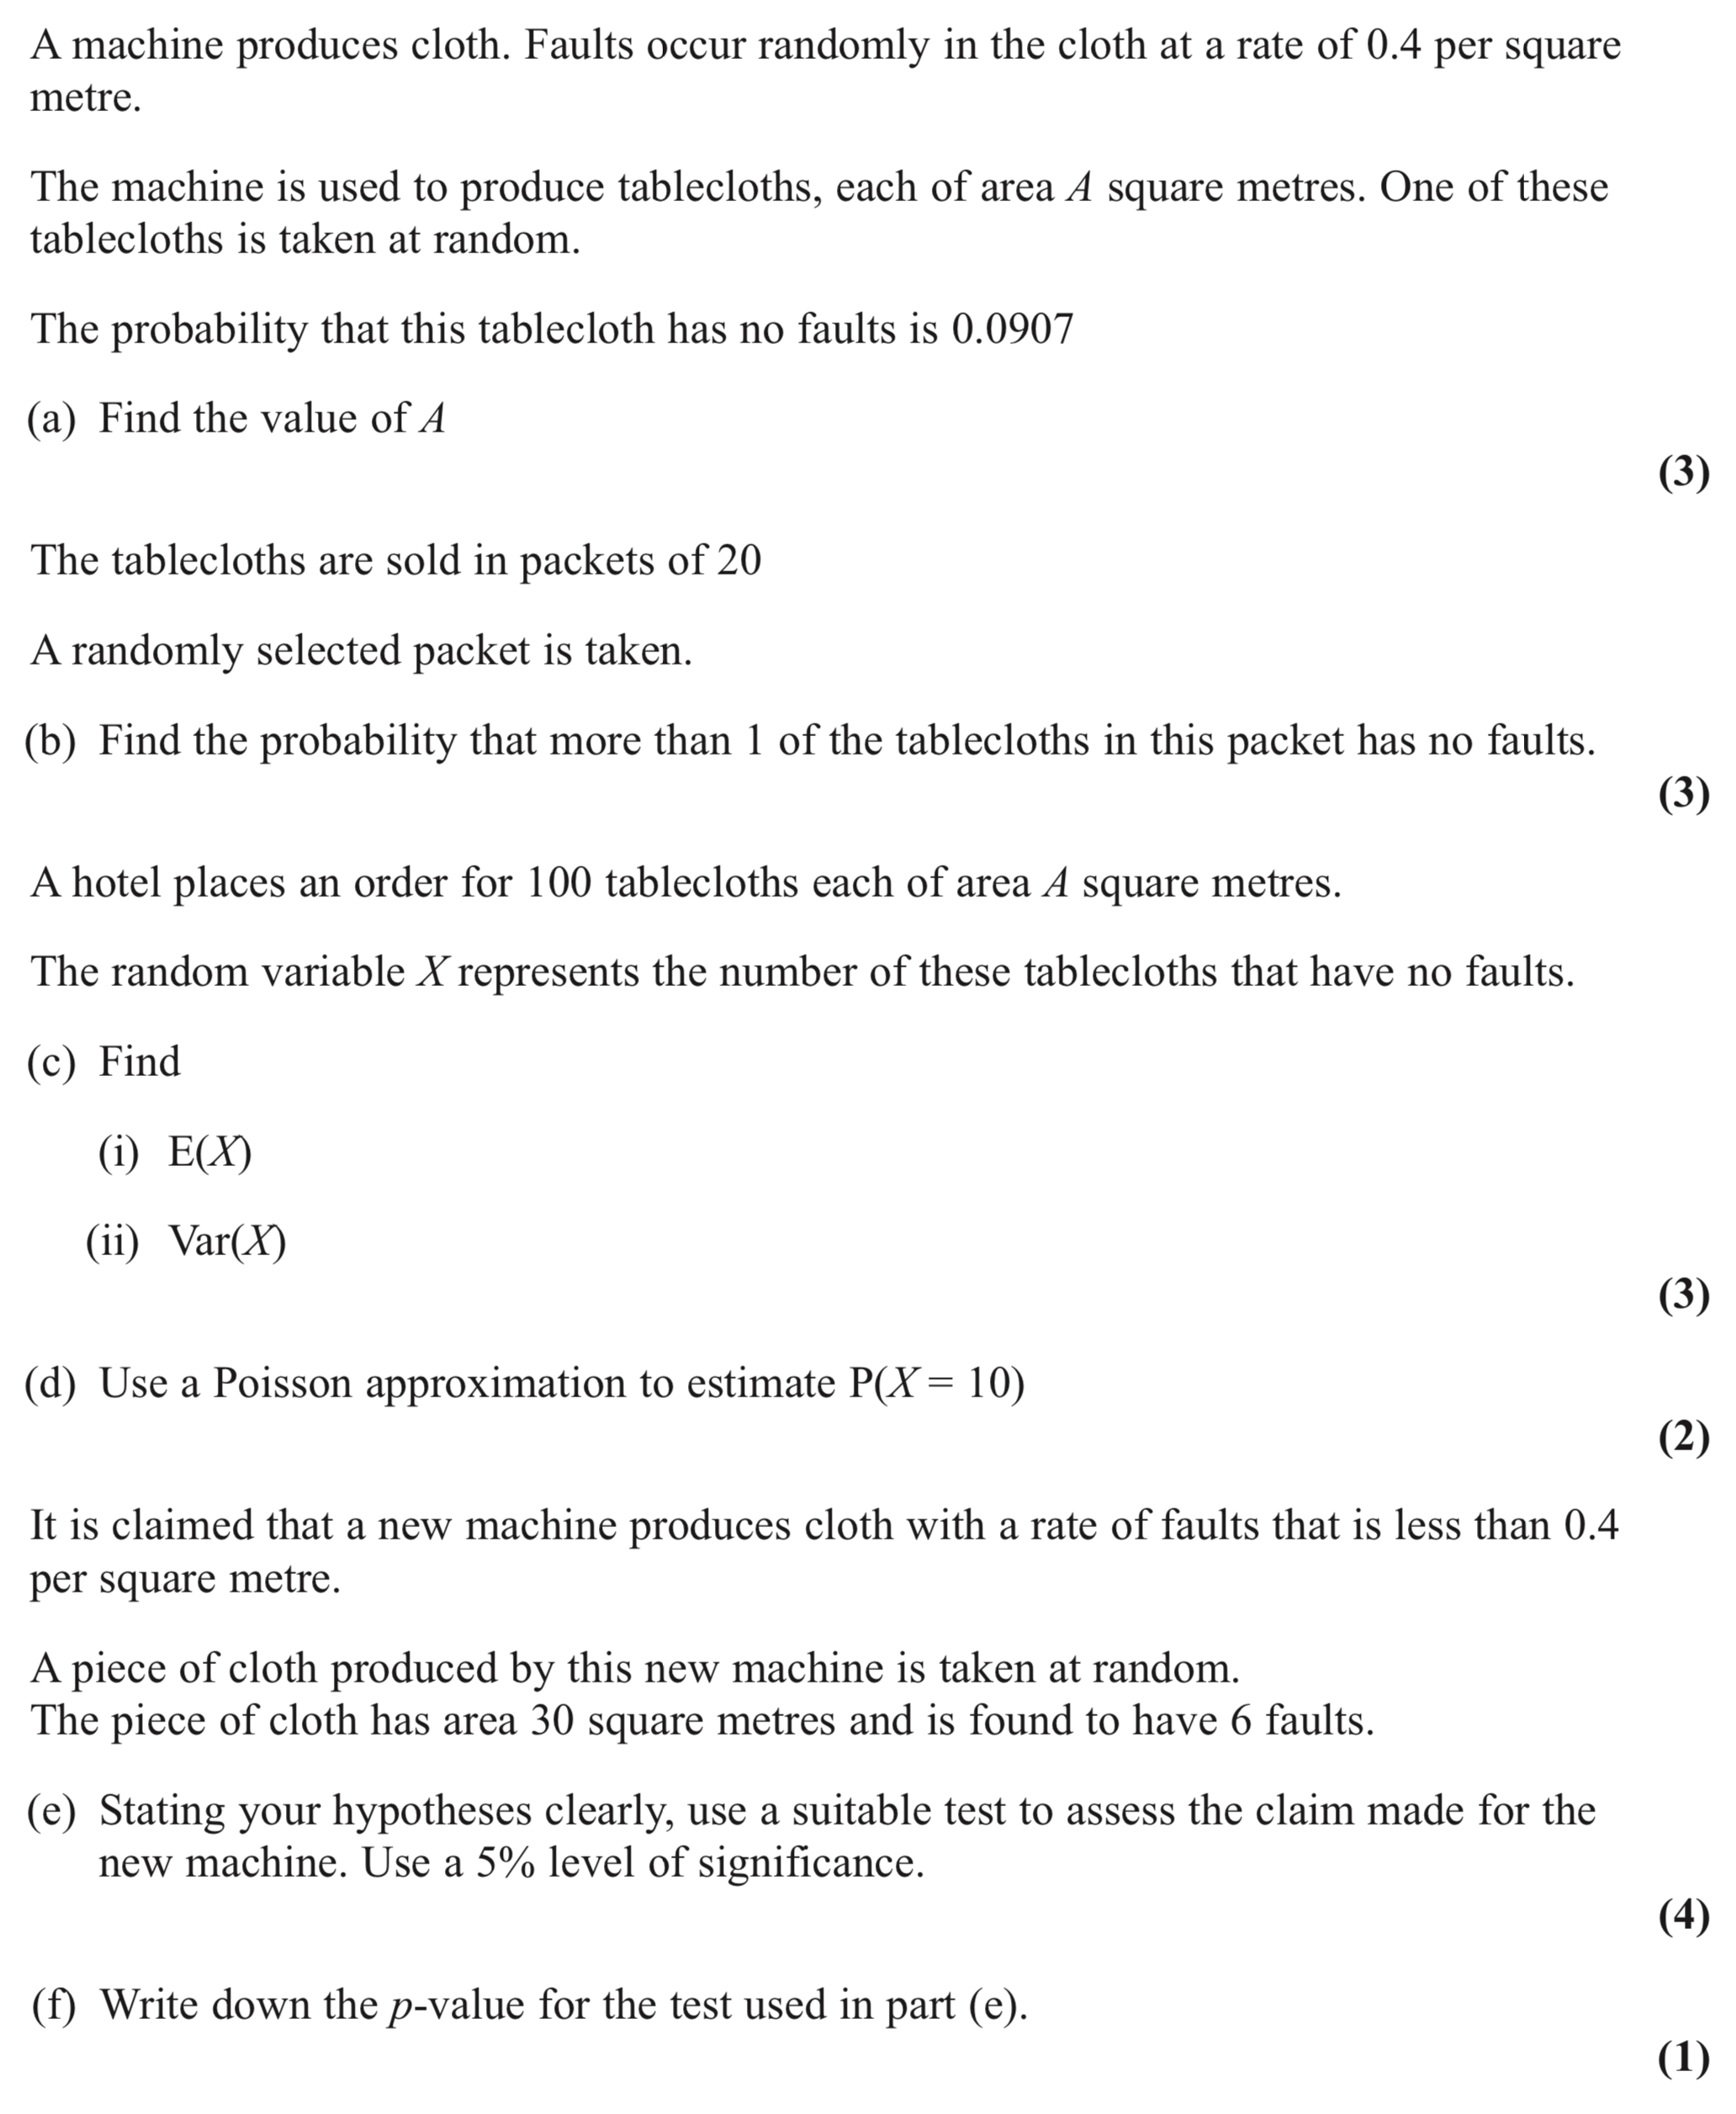 A machine produces cloth. Faults occur randomly in the cloth at a rate of 0.4 per square
metre.
The machine is used to produce tablecloths, each of area A square metres. One of these
tablecloths is taken at random.
The probability that this tablecloth has no faults is 0.0907
(a) Find the value of A
(3)
The tablecloths are sold in packets of 20
A randomly selected packet is taken.
(b) Find the probability that more than 1 of the tablecloths in this packet has no faults.
(3)
A hotel places an order for 100 tablecloths each of area A square metres.
The random variable X represents the number of these tablecloths that have no faults.
(c) Find
(i) E(X)
(ii) Var(X)
(3)
(d) Use a Poisson approximation to estimate P(X = 10)
(2)
It is claimed that a new machine produces cloth with a rate of faults that is less than 0.4
per square metre.
A piece of cloth produced by this new machine is taken at random.
The piece of cloth has area 30 square metres and is found to have 6 faults.
(e) Stating your hypotheses clearly, use a suitable test to assess the claim made for the
new machine. Use a 5% level of significance.
(4)
(f) Write down the p-value for the test used in part (e).
(1)